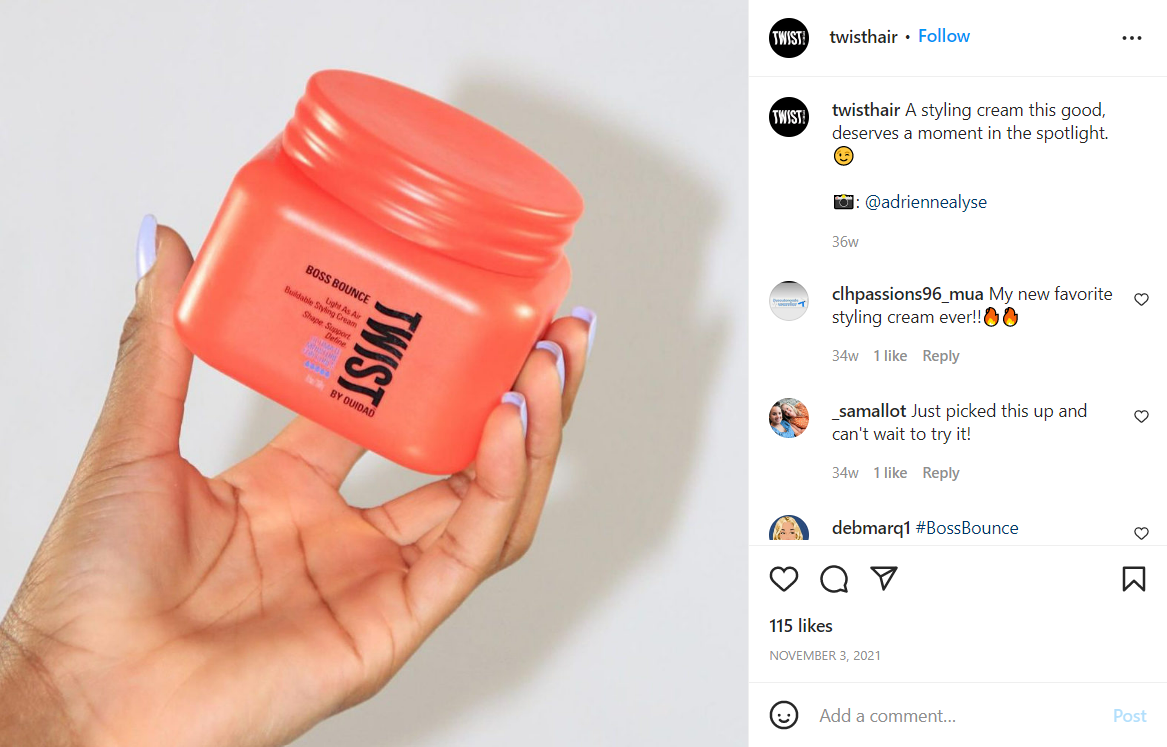 BOSS BOUNCE
Light As Air
Buildable Styling Cream
Shape. Support.
Define.
TWIST
BY OUIDAD
TWIST
twisthair • Follow
TWIST
twisthair A styling cream this good,
deserves a moment in the spotlight.
😉
📷: @adriennealyse
36w
clhpassions96_mua My new favorite
styling cream ever!!🔥🔥
34w 1 like Reply
_samallot Just picked this up and
can't wait to try it!
34w 1 like Reply
debmarq1 #BossBounce
115 likes
NOVEMBER 3, 2021
Add a comment... Post